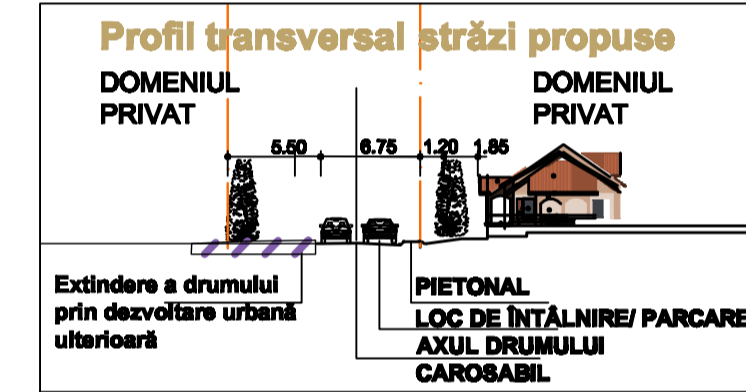 Profil transversal străzi propuse
DOMENIUL
PRIVAT
DOMENIUL
PRIVAT
5.50 6.75 1.20 1.85
Extindere a drumului
prin dezvoltare urbană
ulterioară
PIETONAL
LOC DE ÎNTÂLNIRE/ PARCARE
AXUL DRUMULUI
CAROSABIL